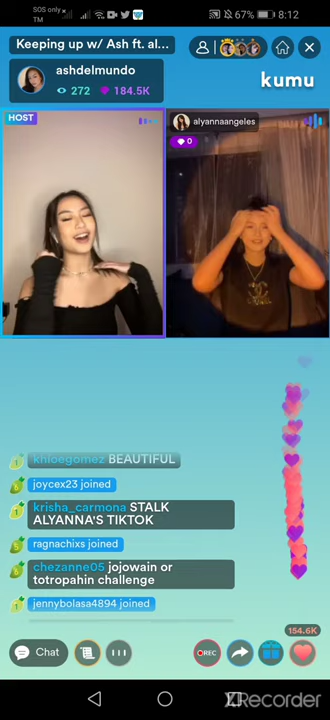 SOS only
67% 8:12
Keeping up w/ Ash ft. al...
ashdelmundo
272 184.5K
kumu
HOST
alyannaangeles
0
khloegomez BEAUTIFUL
joycex23 joined
krisha_carmona STALK
ALYANNA'S TIKTOK
ragnachixs joined
chezanne05 jojowain or
totropahin challenge
jennybolasa4894 joined
154.6K
Chat
REC
XRecorder